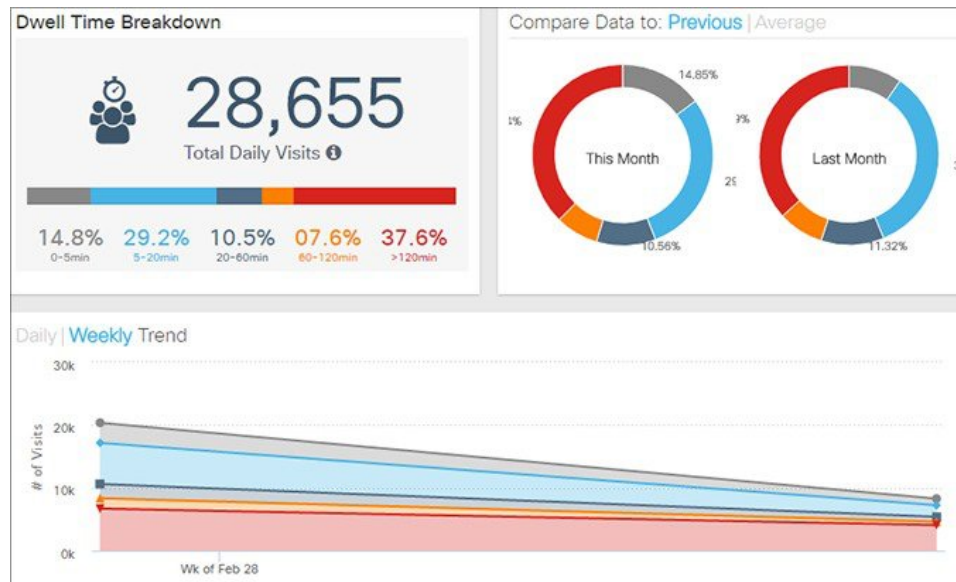 Dwell Time Breakdown
28,655
Total Daily Visits
14.8% 29.2% 10.5% 07.6% 37.6%
0-5min 5-20min 20-60min 60-120min >120min
Compare Data to: Previous | Average
14.85%
This Month
10.56%
Last Month
11.32%
Daily | Weekly Trend
30k
20k
10k
0k
# of Visits
Wk of Feb 28